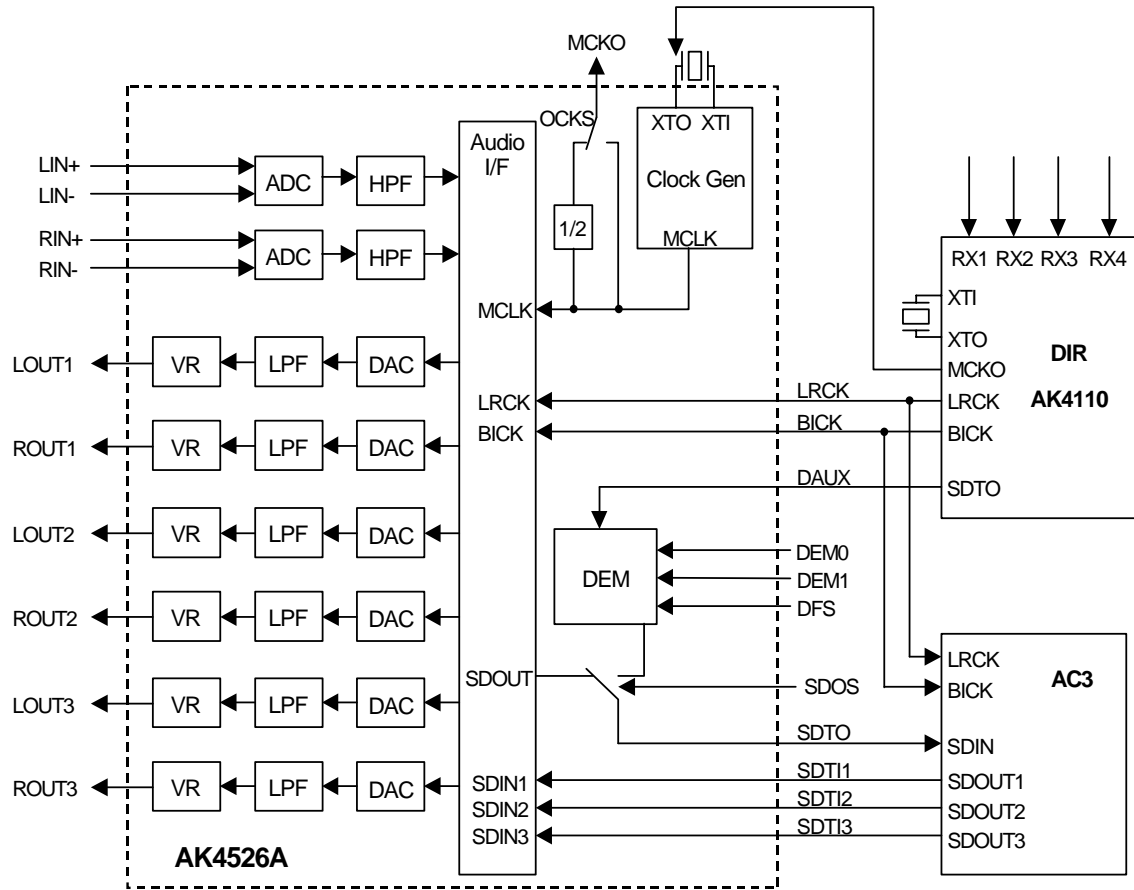 MCKO
OCKS
XTO XTI
Clock Gen
MCLK
1/2
Audio
I/F
LIN+
LIN-
ADC
HPF
RIN+
RIN-
ADC
HPF
MCLK
RX1 RX2 RX3 RX4
XTI
XTO
MCKO
LRCK
BICK
SDTO
DIR
AK4110
LOUT1
VR
LPF
DAC
LRCK
LRCK
BICK
BICK
ROUT1
VR
LPF
DAC
DAUX
LOUT2
VR
LPF
DAC
DEM
DEM0
DEM1
DFS
ROUT2
VR
LPF
DAC
SDOUT
SDOS
LOUT3
VR
LPF
DAC
SDTO
ROUT3
VR
LPF
DAC
SDIN1
SDIN2
SDIN3
SDTI1
SDTI2
SDTI3
LRCK
BICK
AC3
SDIN
SDOUT1
SDOUT2
SDOUT3
AK4526A